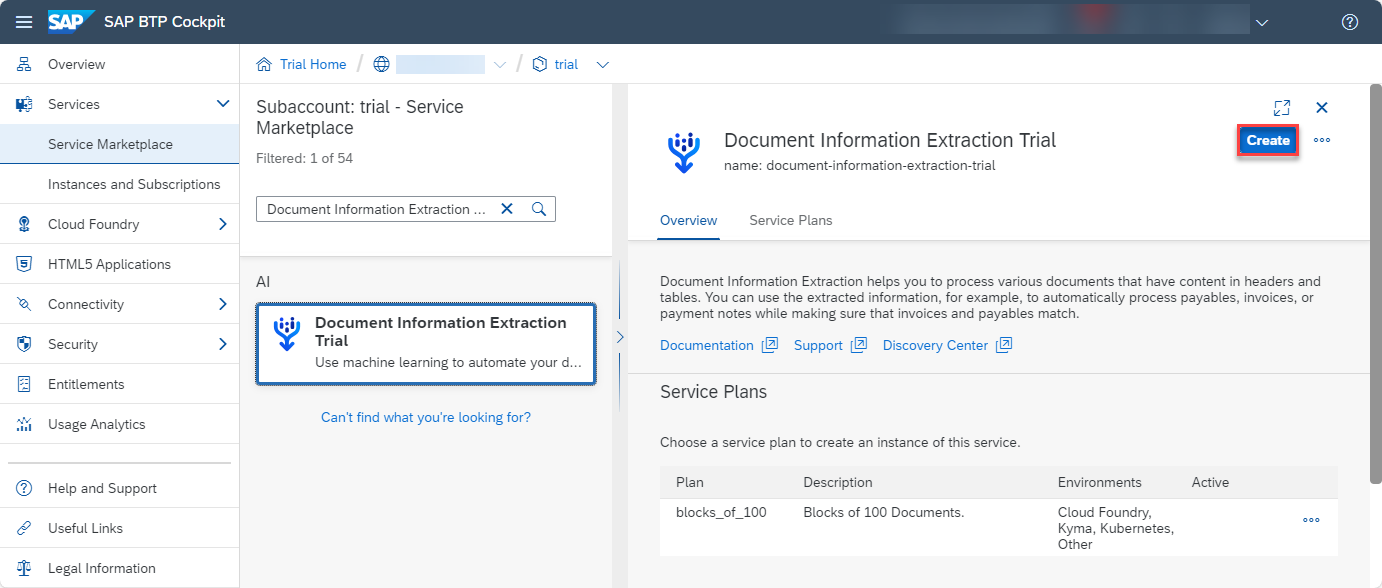 SAP SAP BTP Cockpit
Overview
Services
Service Marketplace
Instances and Subscriptions
Cloud Foundry
HTML5 Applications
Connectivity
Security
Entitlements
Usage Analytics
Help and Support
Useful Links
Legal Information
Trial Home / / trial
Subaccount: trial - Service
Marketplace
Filtered: 1 of 54
Document Information Extraction ...
AI
Document Information Extraction
Trial
Use machine learning to automate your d...
Can't find what you're looking for?
Document Information Extraction Trial
name: document-information-extraction-trial
Create
Overview Service Plans
Document Information Extraction helps you to process various documents that have content in headers and
tables. You can use the extracted information, for example, to automatically process payables, invoices, or
payment notes while making sure that invoices and payables match.
Documentation Support Discovery Center
Service Plans
Choose a service plan to create an instance of this service.
Plan Description Environments Active
blocks_of_100 Blocks of 100 Documents. Cloud Foundry,
Kyma, Kubernetes,
Other